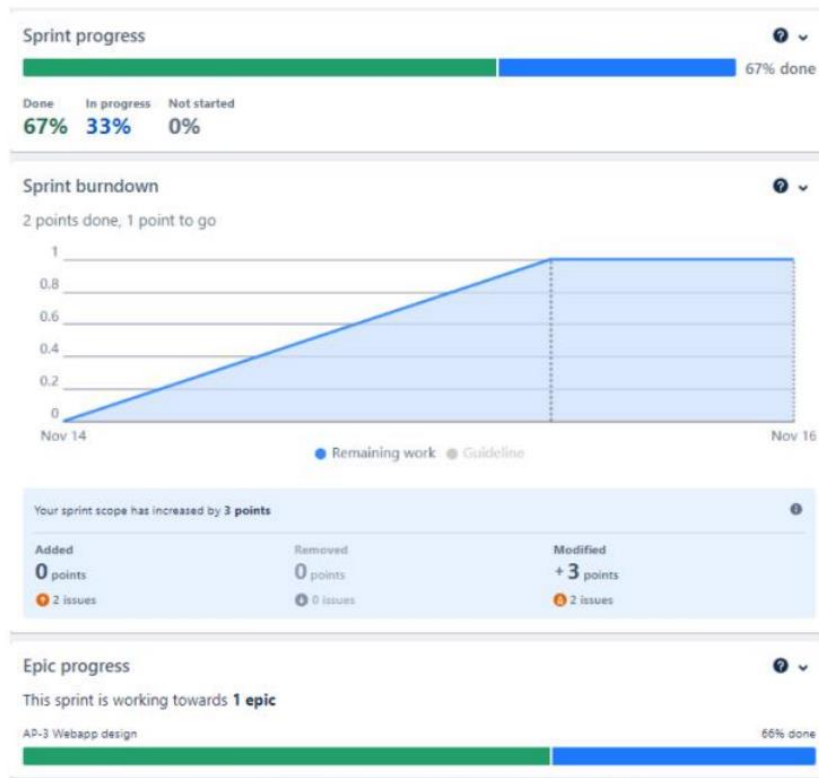 Sprint progress
67% done
Done In progress Not started
67% 33% 0%
Sprint burndown
2 points done, 1 point to go
1
0.8
0.6
0.4
0.2
0
Nov 14 Nov 16
Remaining work Guideline
Your sprint scope has increased by 3 points
Added Removed Modified
0 points 0 points +3 points
2 issues 0 issues 2 issues
Epic progress
This sprint is working towards 1 epic
AP-3 Webapp design 66% done